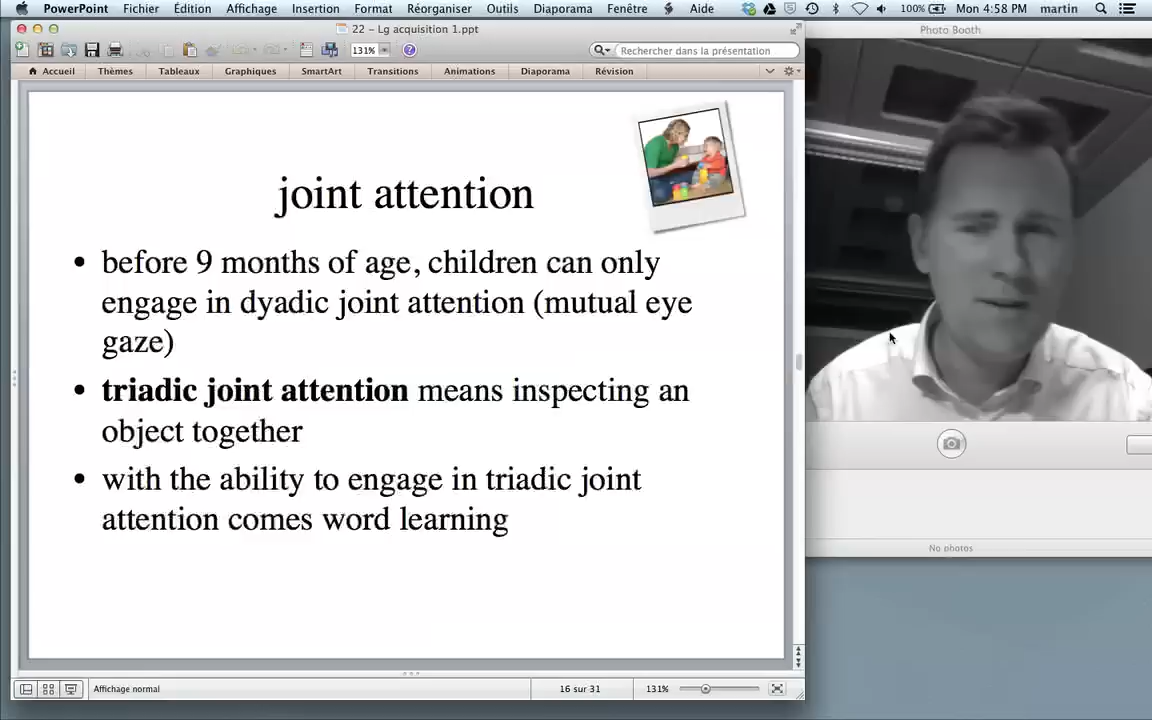 PowerPoint Fichier Édition Affichage Insertion Format Réorganiser Outils Diaporama Fenêtre Aide 100% Mon 4:58 PM martin
22 – Lg acquisition 1.ppt
131% Rechercher dans la présentation
Accueil Thèmes Tableaux Graphiques SmartArt Transitions Animations Diaporama Révision
joint attention
• before 9 months of age, children can only
engage in dyadic joint attention (mutual eye
gaze)
• triadic joint attention means inspecting an
object together
• with the ability to engage in triadic joint
attention comes word learning
Affichage normal 16 sur 31 131%
Photo Booth
No photos